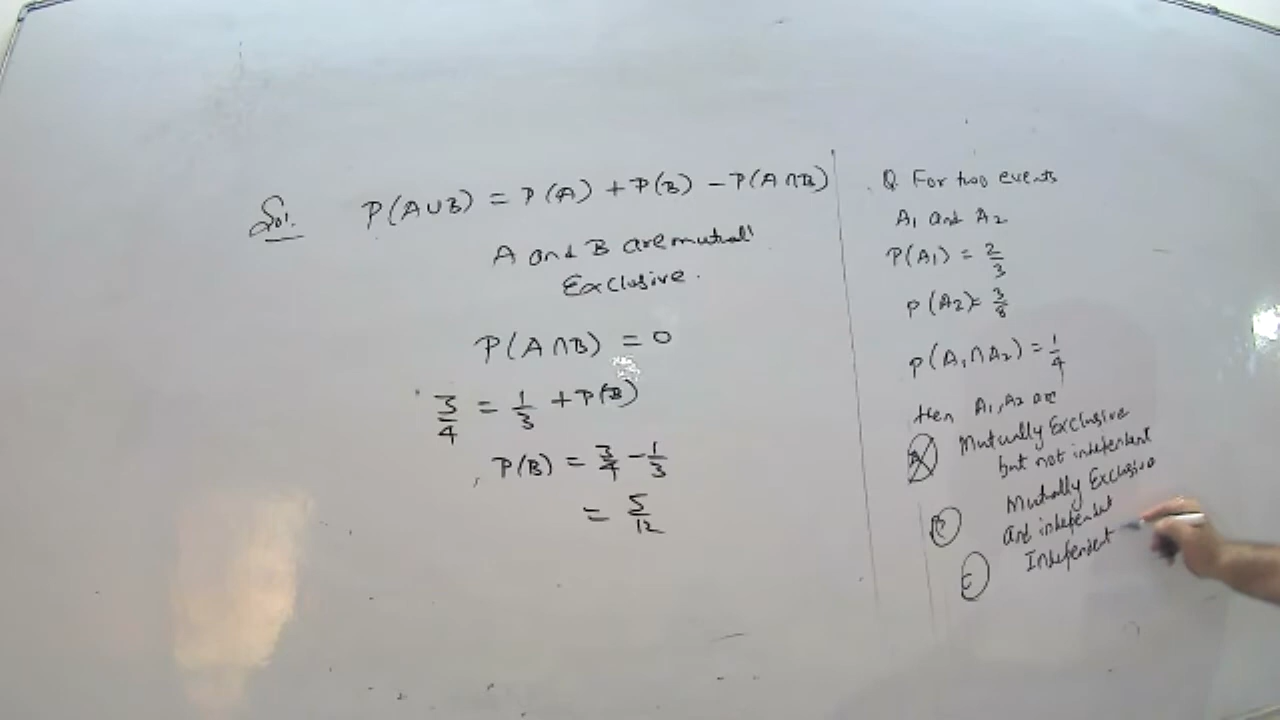 Sol.
P(A∪B) = P(A) + P(B) - P(A∩B)
A and B are mutual
Exclusive.
P(A∩B) = 0
3/4 = 1/3 + P(B)
P(B) = 3/4 - 1/3
= 5/12
Q For two events
A₁ and A₂
P(A₁) = 2/3
P(A₂) = 3/8
P(A₁∩A₂) = 1/4
then A₁, A₂ are
(A) Mutually Exclusive
but not independent
Mutually Exclusive
and independent
(C) Independent